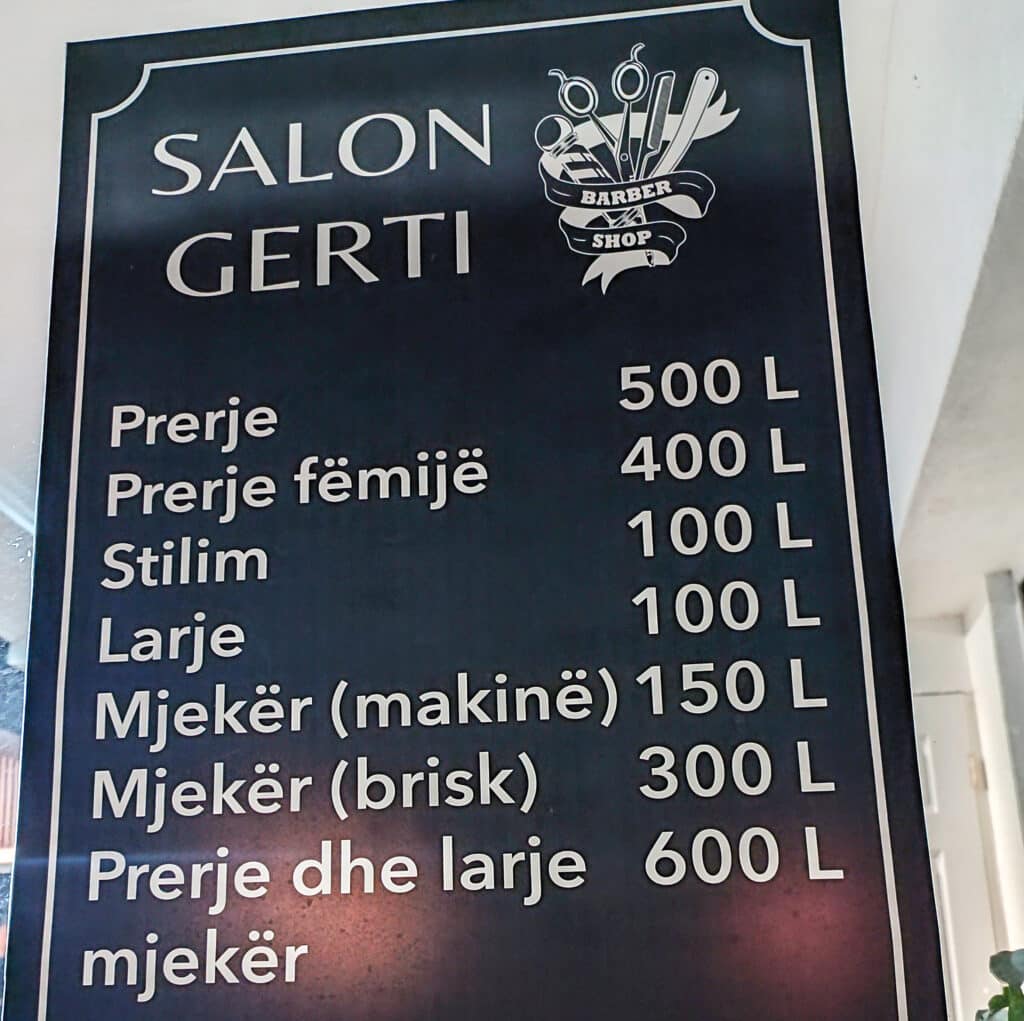 SALON
GERTI
BARBER
SHOP
Prerje 500 L
Prerje fëmijë 400 L
Stilim 100 L
Larje 100 L
Mjekër (makinë) 150 L
Mjekër (brisk) 300 L
Prerje dhe larje 600 L
mjekër